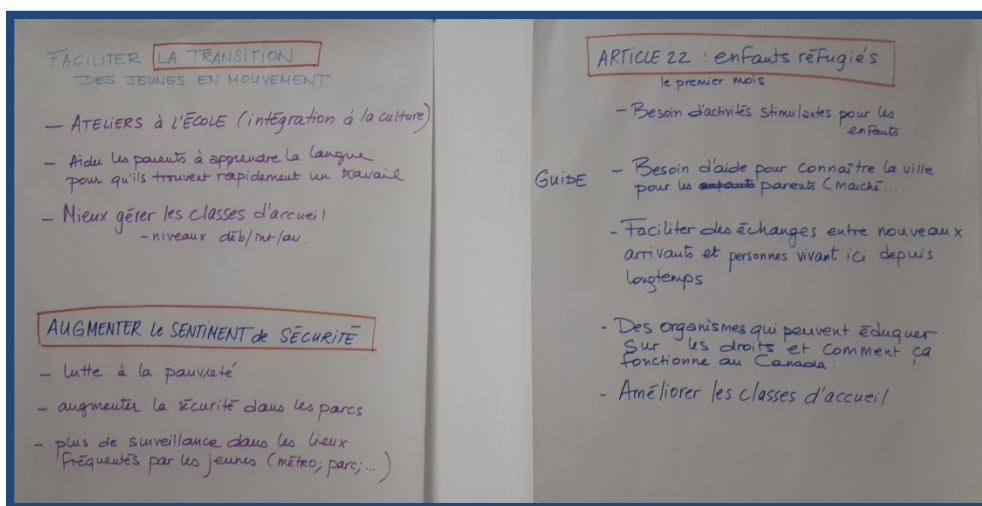 FACILITER LA TRANSITION
DES JEUNES EN MOUVEMENT
— ATELIERS à L'ÉCOLE (intégration à la culture)
— Aider les parents à apprendre la langue
pour qu'ils trouvent rapidement un travail
— Mieux gérer les classes d'accueil
- niveaux déb/int/av.
AUGMENTER le SENTIMENT de SÉCURITÉ
— lutte à la pauvreté
— augmenter la sécurité dans les parcs
— plus de surveillance dans les lieux
fréquentés par les jeunes (métro; parc;...)
ARTICLE 22 : enfants réfugiés
le premier mois
- Besoin d'activités stimulantes pour les
enfants
GUIDE - Besoin d'aide pour connaître la ville
pour les enfants parents (marché....
- Faciliter des échanges entre nouveaux
arrivants et personnes vivant ici depuis
longtemps
- Des organismes qui peuvent éduquer
sur les droits et comment ça
fonctionne au Canada.
- Améliorer les classes d'accueil